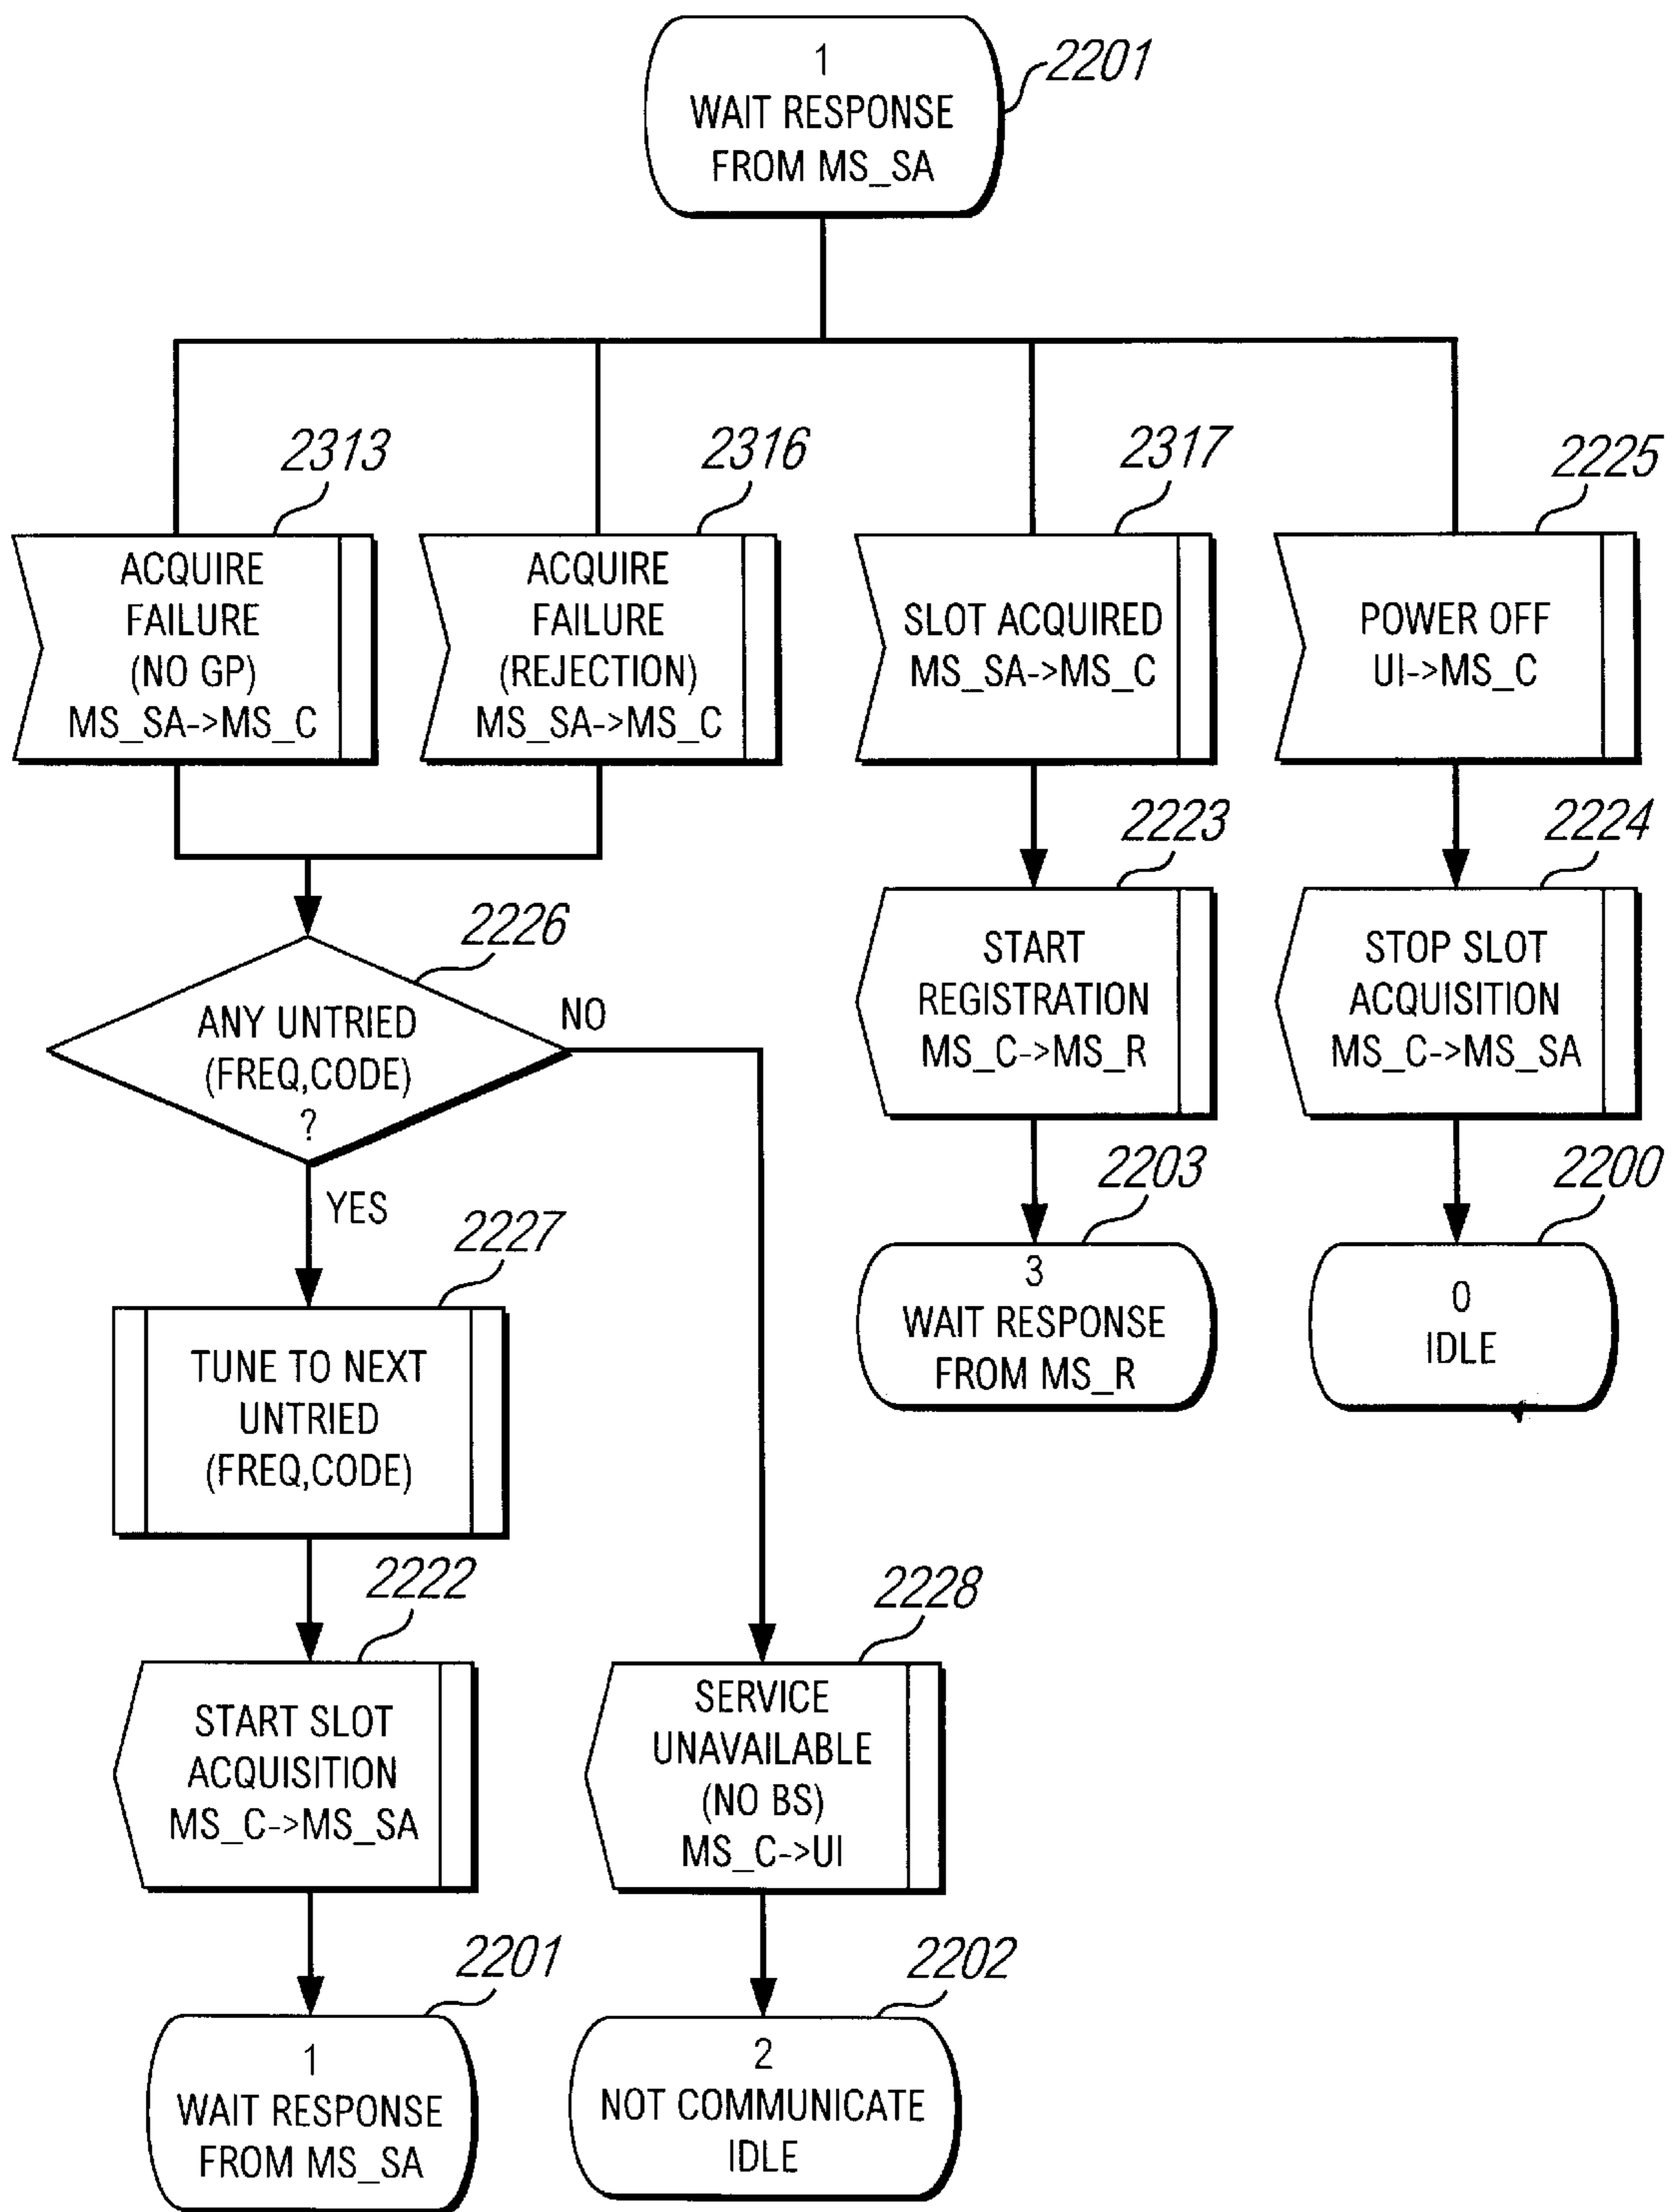 2201
1
WAIT RESPONSE
FROM MS_SA
2313
ACQUIRE
FAILURE
(NO GP)
MS_SA->MS_C
2316
ACQUIRE
FAILURE
(REJECTION)
MS_SA->MS_C
2317
SLOT ACQUIRED
MS_SA->MS_C
2225
POWER OFF
UI->MS_C
2226
ANY UNTRIED
(FREQ,CODE)
?
NO
YES
2223
START
REGISTRATION
MS_C->MS_R
2224
STOP SLOT
ACQUISITION
MS_C->MS_SA
2203
3
WAIT RESPONSE
FROM MS_R
2200
0
IDLE
2227
TUNE TO NEXT
UNTRIED
(FREQ,CODE)
2222
START SLOT
ACQUISITION
MS_C->MS_SA
2228
SERVICE
UNAVAILABLE
(NO BS)
MS_C->UI
2201
1
WAIT RESPONSE
FROM MS_SA
2202
2
NOT COMMUNICATE
IDLE